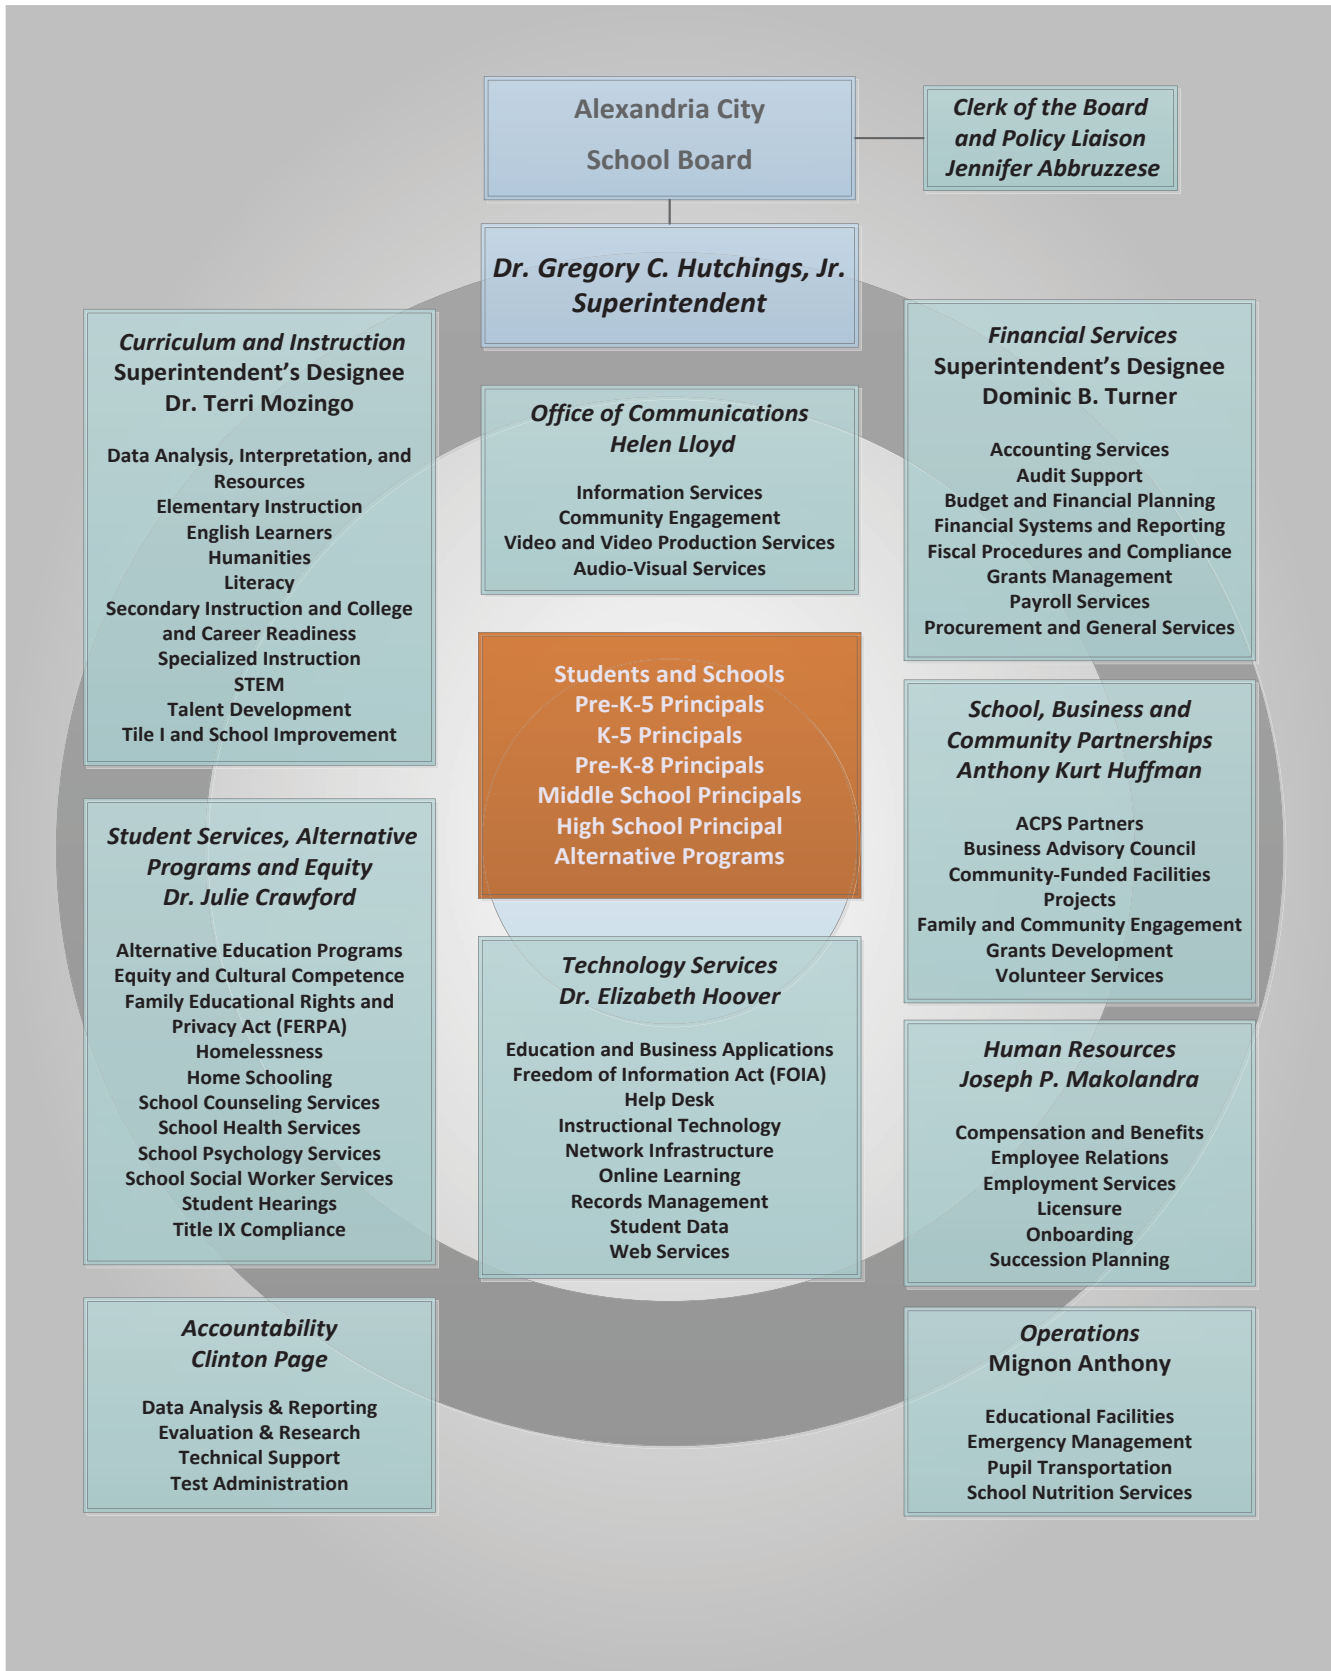 Alexandria City
School Board
Clerk of the Board
and Policy Liaison
Jennifer Abbruzzese
Dr. Gregory C. Hutchings, Jr.
Superintendent
Curriculum and Instruction
Superintendent’s Designee
Dr. Terri Mozingo
Data Analysis, Interpretation, and
Resources
Elementary Instruction
English Learners
Humanities
Literacy
Secondary Instruction and College
and Career Readiness
Specialized Instruction
STEM
Talent Development
Tile I and School Improvement
Office of Communications
Helen Lloyd
Information Services
Community Engagement
Video and Video Production Services
Audio-Visual Services
Financial Services
Superintendent’s Designee
Dominic B. Turner
Accounting Services
Audit Support
Budget and Financial Planning
Financial Systems and Reporting
Fiscal Procedures and Compliance
Grants Management
Payroll Services
Procurement and General Services
Students and Schools
Pre-K-5 Principals
K-5 Principals
Pre-K-8 Principals
Middle School Principals
High School Principal
Alternative Programs
School, Business and
Community Partnerships
Anthony Kurt Huffman
ACPS Partners
Business Advisory Council
Community-Funded Facilities
Projects
Family and Community Engagement
Grants Development
Volunteer Services
Student Services, Alternative
Programs and Equity
Dr. Julie Crawford
Alternative Education Programs
Equity and Cultural Competence
Family Educational Rights and
Privacy Act (FERPA)
Homelessness
Home Schooling
School Counseling Services
School Health Services
School Psychology Services
School Social Worker Services
Student Hearings
Title IX Compliance
Technology Services
Dr. Elizabeth Hoover
Education and Business Applications
Freedom of Information Act (FOIA)
Help Desk
Instructional Technology
Network Infrastructure
Online Learning
Records Management
Student Data
Web Services
Human Resources
Joseph P. Makolandra
Compensation and Benefits
Employee Relations
Employment Services
Licensure
Onboarding
Succession Planning
Accountability
Clinton Page
Data Analysis & Reporting
Evaluation & Research
Technical Support
Test Administration
Operations
Mignon Anthony
Educational Facilities
Emergency Management
Pupil Transportation
School Nutrition Services